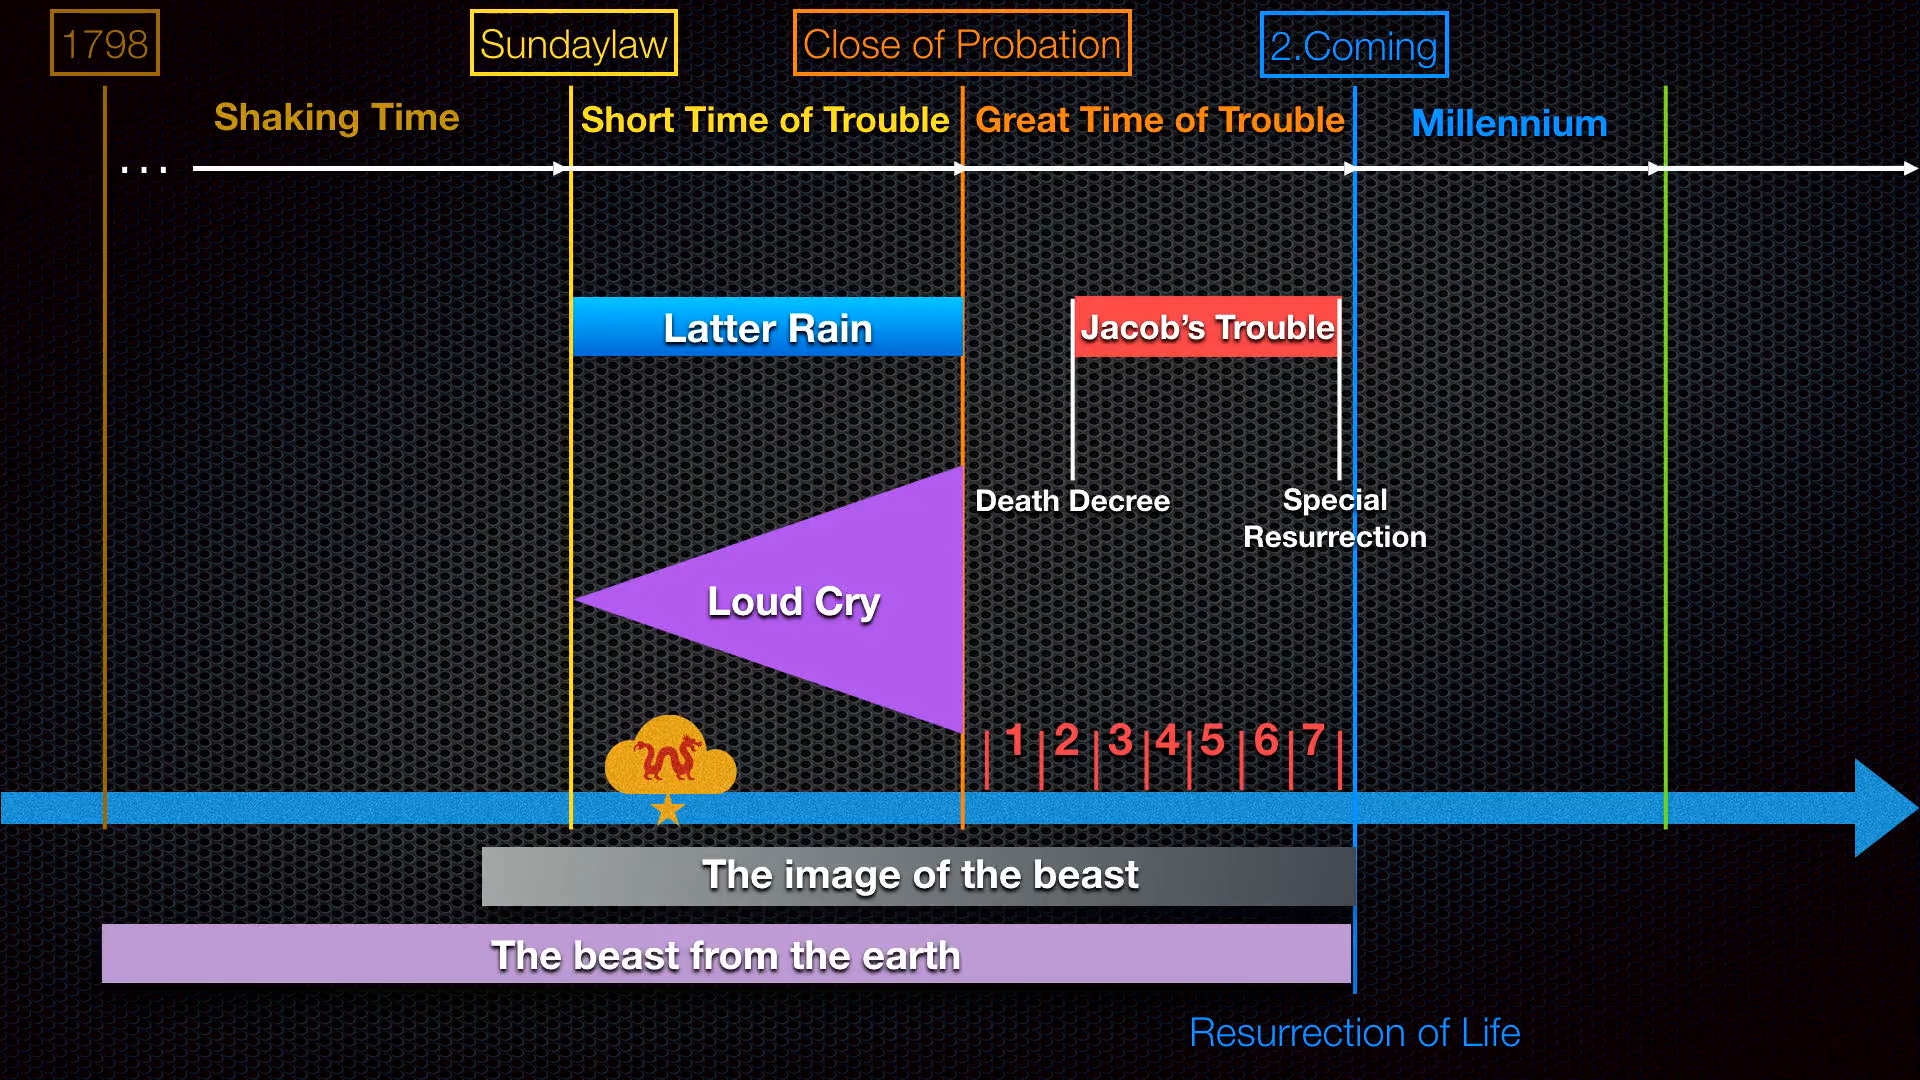 1798
Sundaylaw
Close of Probation
2.Coming
Shaking Time
Short Time of Trouble
Great Time of Trouble
Millennium
...
Latter Rain
Jacob’s Trouble
Death Decree
Special
Resurrection
Loud Cry
1 2 3 4 5 6 7
The image of the beast
The beast from the earth
Resurrection of Life